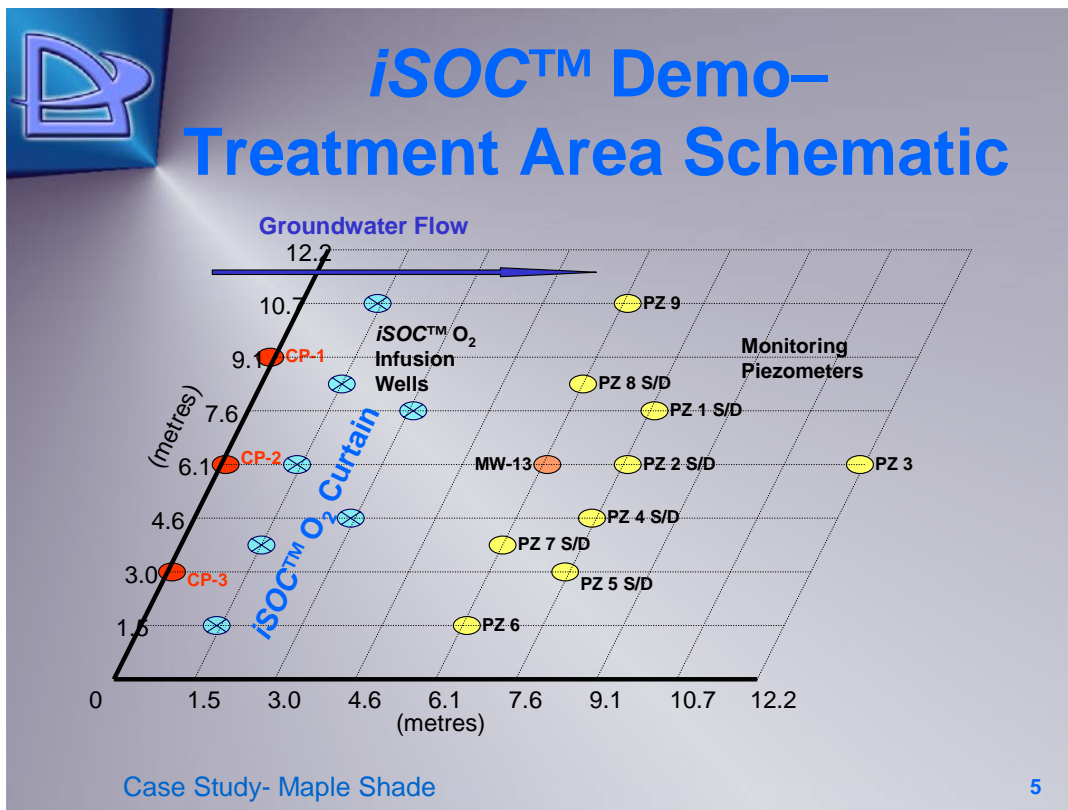 iSOC™ Demo–
Treatment Area Schematic
Groundwater Flow
12.2
10.7
PZ 9
iSOC™ O₂
Infusion
Wells
Monitoring
Piezometers
9.1
CP-1
PZ 8 S/D
7.6
PZ 1 S/D
(metres)
6.1
CP-2
MW-13
PZ 2 S/D
PZ 3
iSOC™ O₂ Curtain
4.6
PZ 4 S/D
PZ 7 S/D
3.0
CP-3
PZ 5 S/D
1.5
PZ 6
0
1.5
3.0
4.6
6.1
7.6
9.1
10.7
12.2
(metres)
Case Study- Maple Shade
5